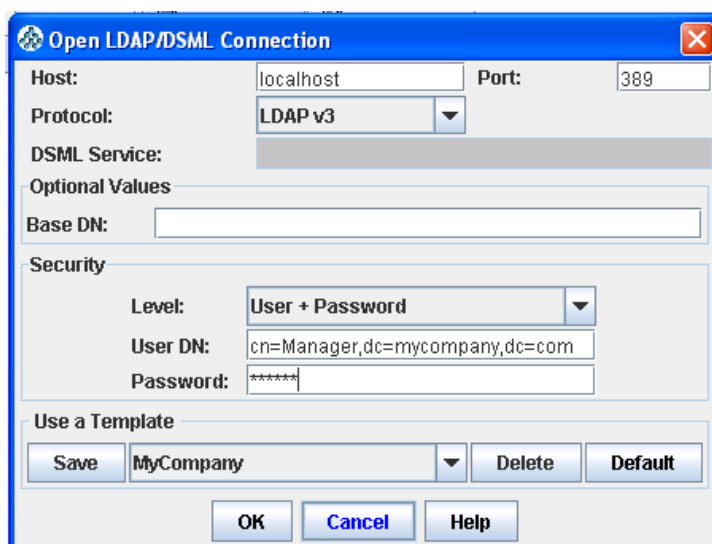 Open LDAP/DSML Connection
Host: localhost Port: 389
Protocol: LDAP v3
DSML Service:
Optional Values
Base DN:
Security
Level: User + Password
User DN: cn=Manager,dc=mycompany,dc=com
Password: ******
Use a Template
Save MyCompany Delete Default
OK Cancel Help